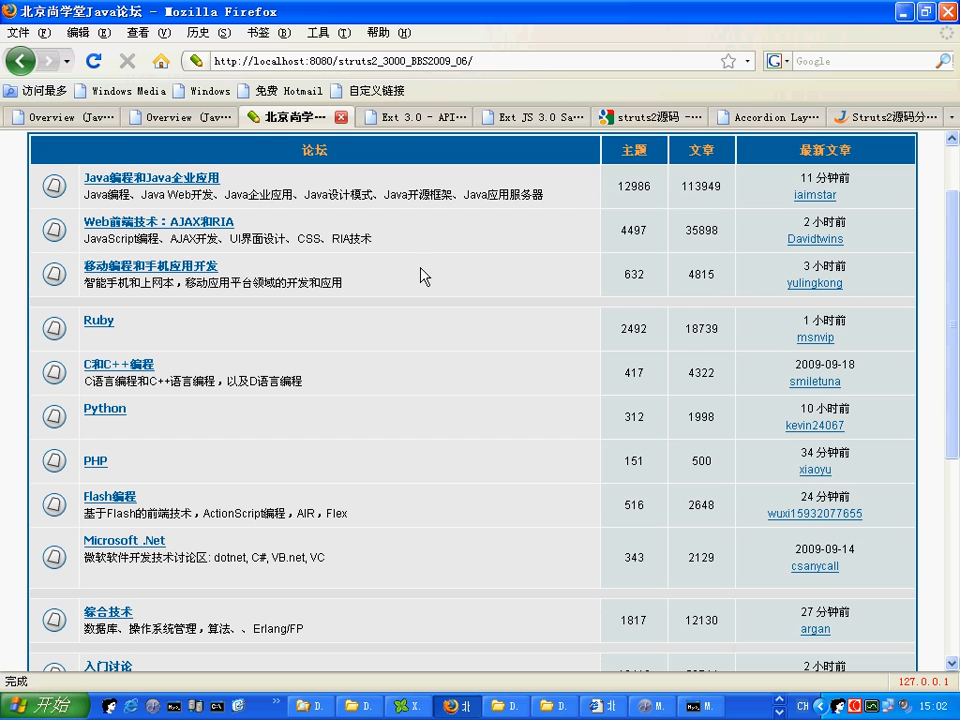 北京尚学堂Java论坛 - Mozilla Firefox
文件 (F) 编辑 (E) 查看 (V) 历史 (S) 书签 (B) 工具 (T) 帮助 (H)
http://localhost:8080/struts2_3000_BBS2009_06/
G Google
访问最多 Windows Media Windows 免费 Hotmail 自定义链接
Overview (Jav··· Overview (Jav··· 北京尚学··· Ext 3.0 - API··· Ext JS 3.0 Sa··· struts2源码 -··· Accordion Lay··· Struts2源码分···
论坛 主题 文章 最新文章
Java编程和Java企业应用
Java编程、Java Web开发、Java企业应用、Java设计模式、Java开源框架、Java应用服务器
12986 113949
11 分钟前
iaimstar
Web前端技术：AJAX和RIA
JavaScript编程、AJAX开发、UI界面设计、CSS、RIA技术
4497 35898
2 小时前
Davidtwins
移动编程和手机应用开发
智能手机和上网本，移动应用平台领域的开发和应用
632 4815
3 小时前
yulingkong
Ruby
2492 18739
1 小时前
msnvip
C和C++编程
C语言编程和C++语言编程，以及D语言编程
417 4322
2009-09-18
smiletuna
Python
312 1998
10 小时前
kevin24067
PHP
151 500
34 分钟前
xiaoyu
Flash编程
基于Flash的前端技术，ActionScript编程，AIR，Flex
516 2648
24 分钟前
wuxi15932077655
Microsoft .Net
微软软件开发技术讨论区: dotnet, C#, VB.net, VC
343 2129
2009-09-14
csanycall
综合技术
数据库、操作系统管理，算法、、Erlang/FP
1817 12130
27 分钟前
argan
入门讨论
2 小时前
完成 127.0.0.1
开始 D. D. X. 北 D. D. 北 M. M. CH 15:02